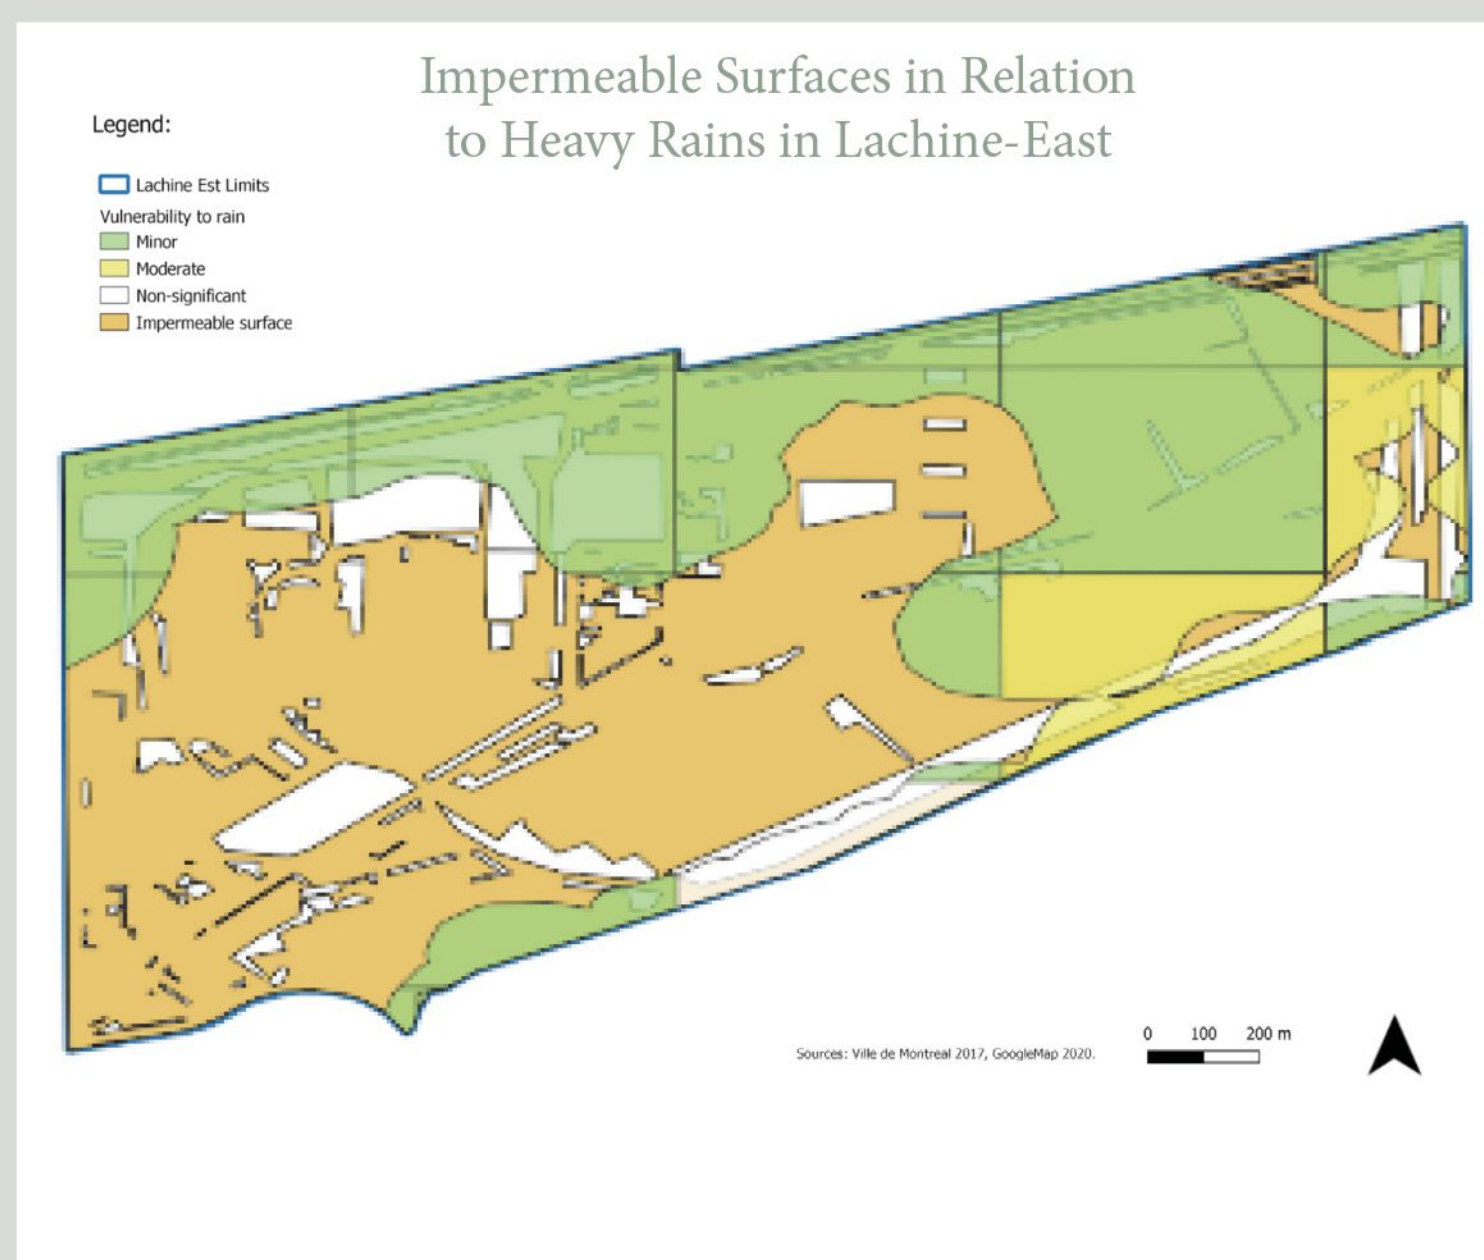 Impermeable Surfaces in Relation
to Heavy Rains in Lachine-East
Legend:
Lachine Est Limits
Vulnerability to rain
Minor
Moderate
Non-significant
Impermeable surface
Sources: Ville de Montreal 2017, GoogleMap 2020.
0 100 200 m